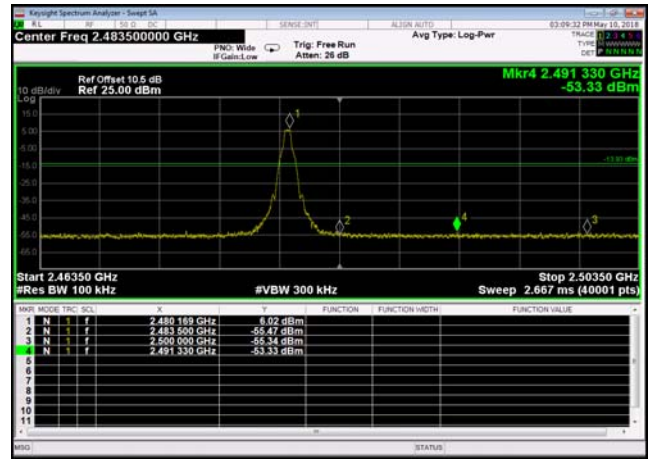 Keysight Spectrum Analyzer - Swept SA
RL RF 50 Ω DC SENSE:INT ALIGN AUTO 03:09:32 PM May 10, 2018
Center Freq 2.483500000 GHz
PNO: Wide
IFGain:Low
Trig: Free Run
Atten: 26 dB
Avg Type: Log-Pwr
TRACE 1 2 3 4 5 6
TYPE
DET P N N N N N
Mkr4 2.491 330 GHz
-53.33 dBm
Ref Offset 10.5 dB
10 dB/div Ref 25.00 dBm
Log
15.0
5.00
-5.00
-15.0
-25.0
-35.0
-45.0
-55.0
-65.0
1
2
4
3
Start 2.46350 GHz
Stop 2.50350 GHz
#Res BW 100 kHz
#VBW 300 kHz
Sweep 2.667 ms (40001 pts)
MKR MODE TRC SCL X Y FUNCTION FUNCTION WIDTH FUNCTION VALUE
1 N 1 f 2.480 169 GHz 6.02 dBm
2 N 1 f 2.483 500 GHz -55.47 dBm
3 N 1 f 2.500 000 GHz -55.34 dBm
4 N 1 f 2.491 330 GHz -53.33 dBm
5
6
7
8
9
10
11
MSG STATUS